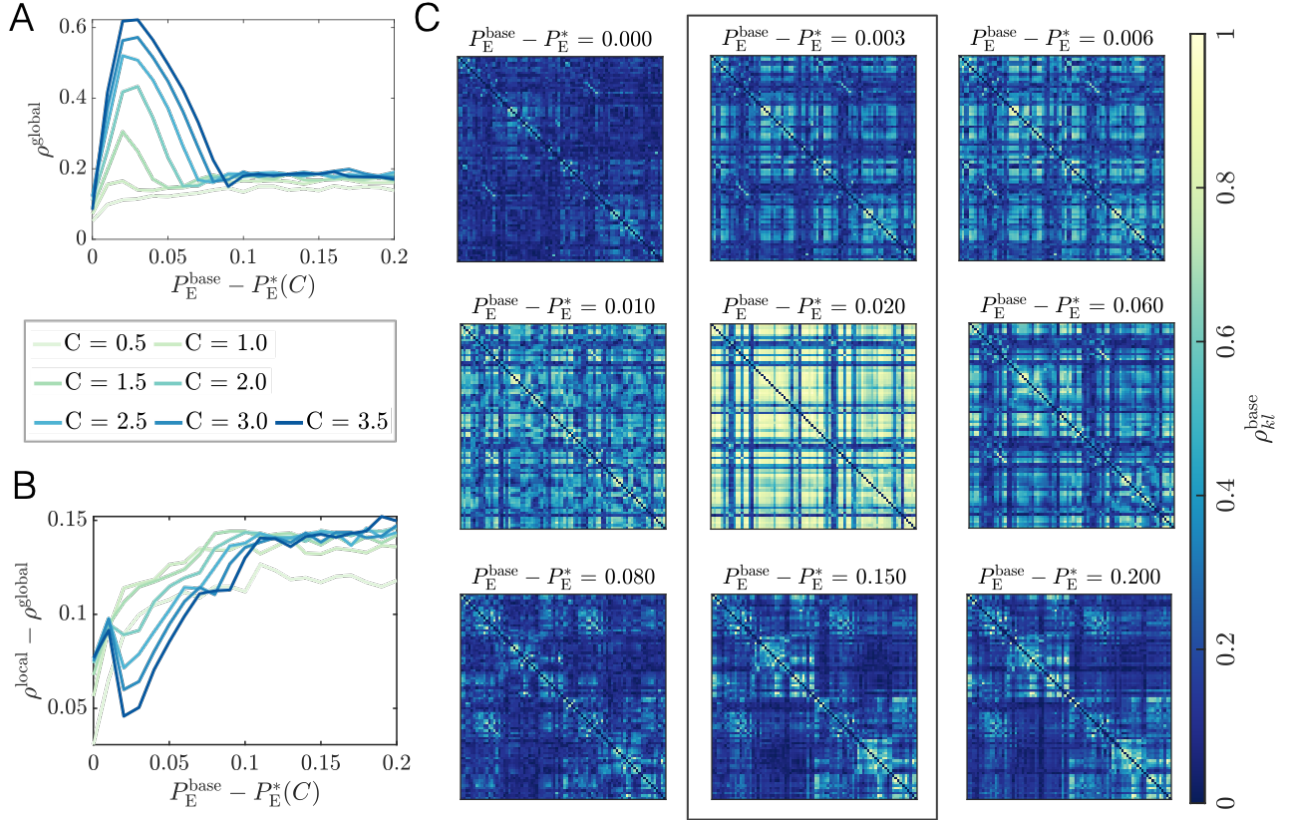 A
ρ^global
0.6
0.4
0.2
0
0 0.05 0.1 0.15 0.2
P_E^base − P_E^*(C)
C = 0.5 C = 1.0
C = 1.5 C = 2.0
C = 2.5 C = 3.0 C = 3.5
B
ρ^local − ρ^global
0.15
0.1
0.05
0 0.05 0.1 0.15 0.2
P_E^base − P_E^*(C)
C
P_E^base − P_E^* = 0.000 P_E^base − P_E^* = 0.003 P_E^base − P_E^* = 0.006
P_E^base − P_E^* = 0.010 P_E^base − P_E^* = 0.020 P_E^base − P_E^* = 0.060
P_E^base − P_E^* = 0.080 P_E^base − P_E^* = 0.150 P_E^base − P_E^* = 0.200
1
0.8
0.6
0.4
0.2
0
ρ_kl^base